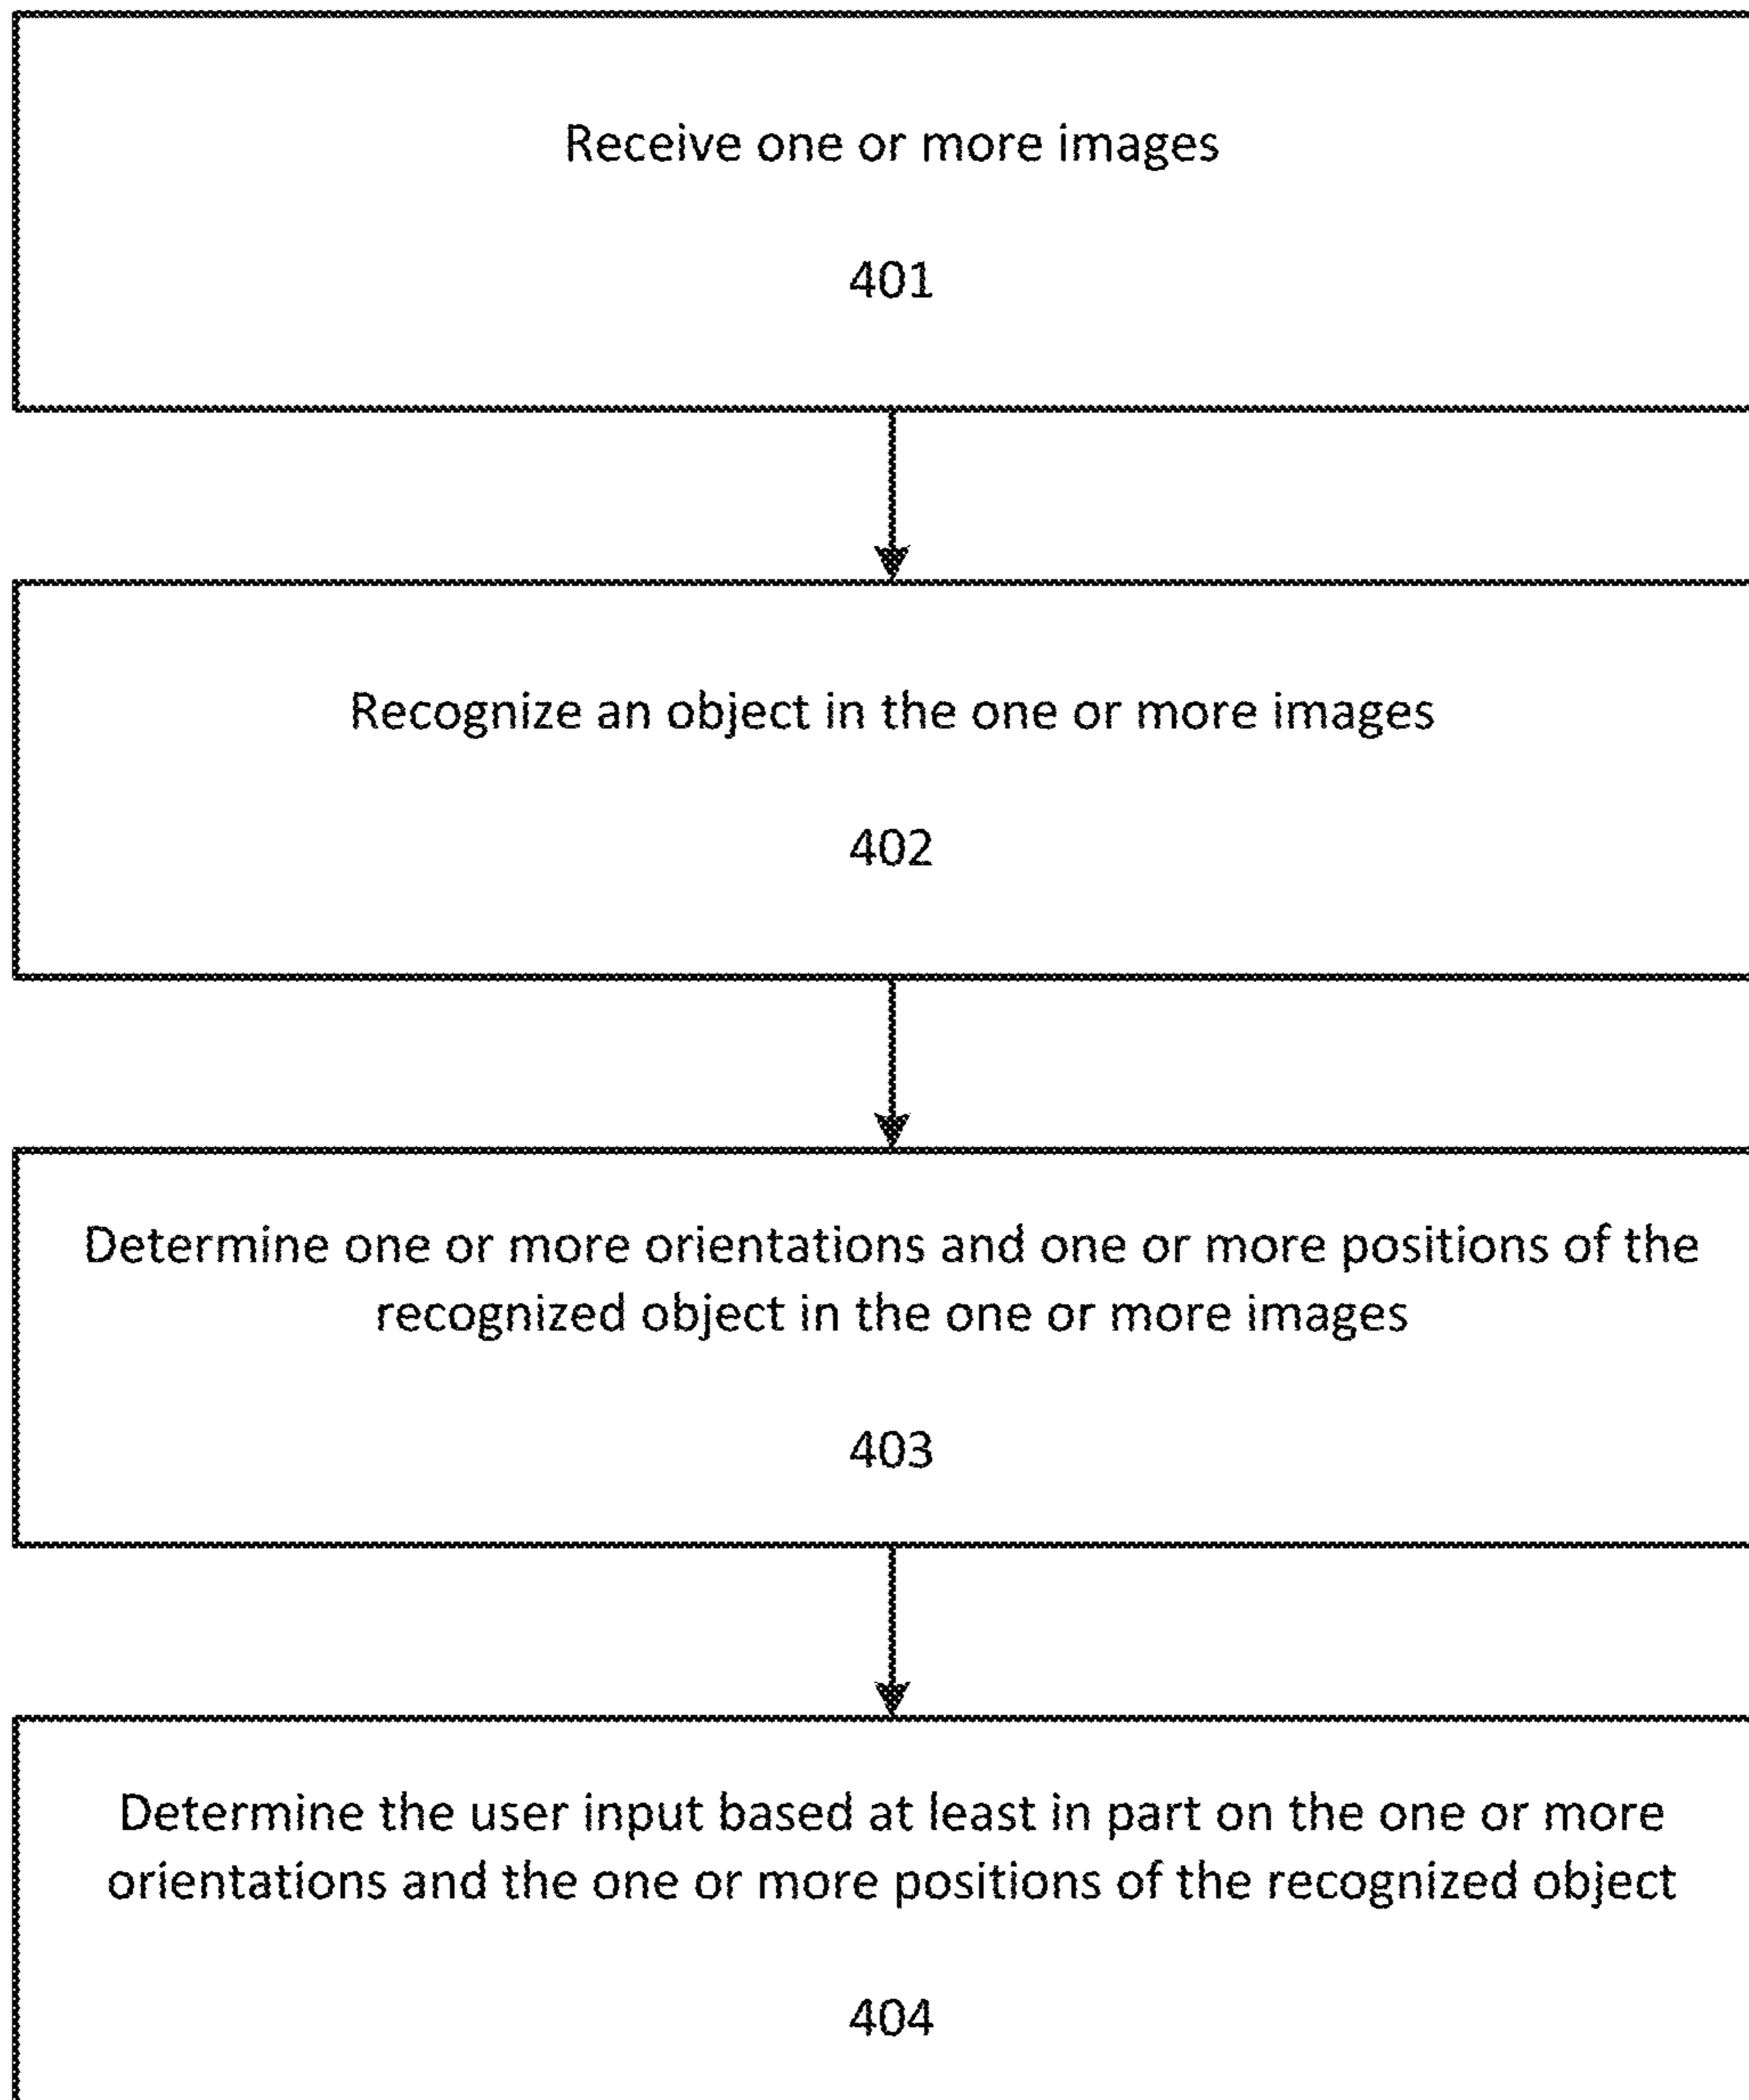 Receive one or more images
401
Recognize an object in the one or more images
402
Determine one or more orientations and one or more positions of the
recognized object in the one or more images
403
Determine the user input based at least in part on the one or more
orientations and the one or more positions of the recognized object
404